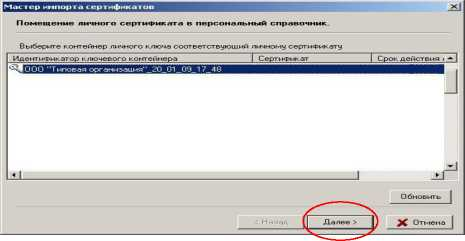 Мастер импорта сертификатов
Помещение личного сертификата в персональный справочник.
Выберите контейнер личного ключа соответствующий личному сертификату
Идентификатор ключевого контейнера Сертификат Срок действия
ООО "Типовая организация"_20_01_09_17_48
Обновить
< Назад Далее > Отмена